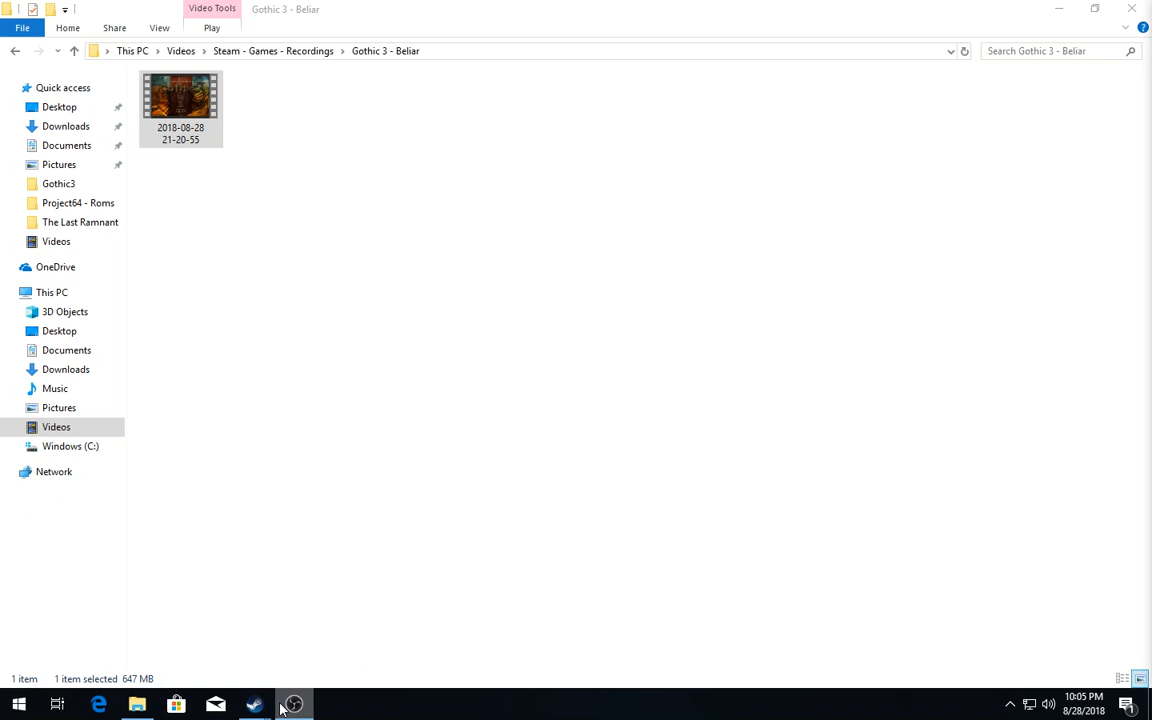 Video Tools
Gothic 3 - Beliar
File
Home
Share
View
Play
This PC
Videos
Steam - Games - Recordings
Gothic 3 - Beliar
Search Gothic 3 - Beliar
Quick access
Desktop
Downloads
Documents
Pictures
Gothic3
Project64 - Roms
The Last Ramnant
Videos
OneDrive
This PC
3D Objects
Desktop
Documents
Downloads
Music
Pictures
Videos
Windows (C:)
Network
2018-08-28
21-20-55
1 item
1 item selected 647 MB
10:05 PM
8/28/2018
1